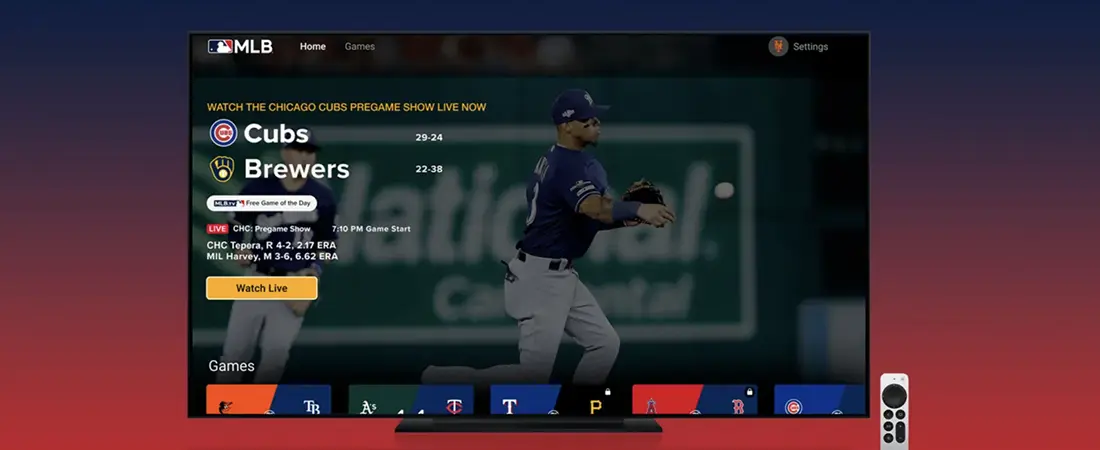 MLB Home Games Settings
WATCH THE CHICAGO CUBS PREGAME SHOW LIVE NOW
Cubs 29-24
Brewers 22-38
MLB.TV Free Game of the Day
LIVE CHC: Pregame Show 7:10 PM Game Start
CHC Tepera, R 4-2, 2.17 ERA
MIL Harvey, M 3-6, 6.62 ERA
Watch Live
National
Games
TB A's T P B